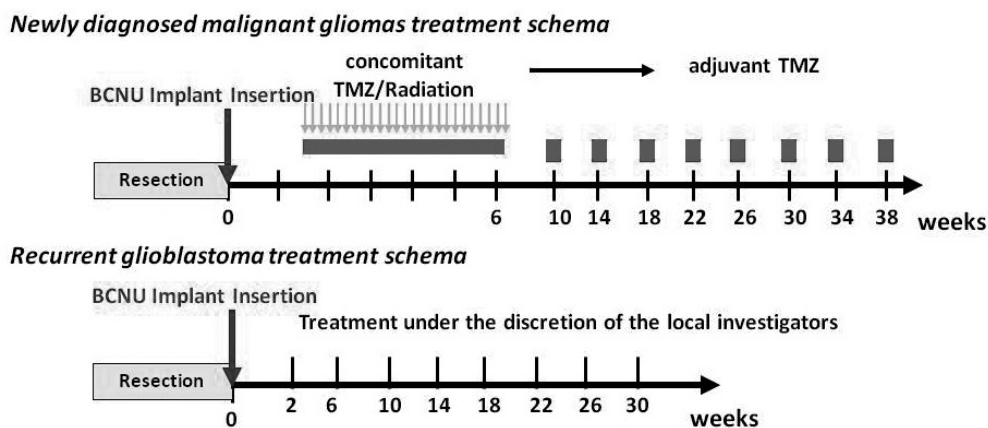 Newly diagnosed malignant gliomas treatment schema
concomitant
TMZ/Radiation
adjuvant TMZ
BCNU Implant Insertion
Resection
0 6 10 14 18 22 26 30 34 38 weeks
Recurrent glioblastoma treatment schema
BCNU Implant Insertion
Treatment under the discretion of the local investigators
Resection
0 2 6 10 14 18 22 26 30 weeks